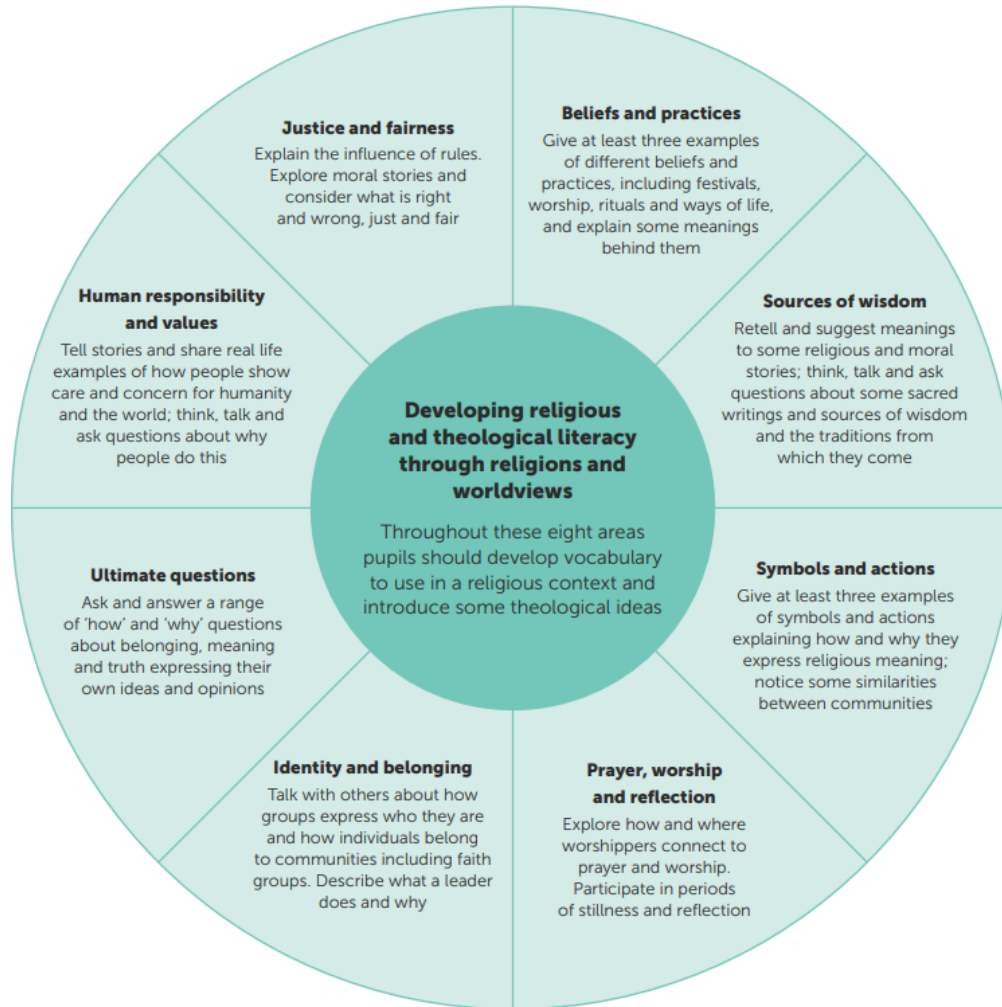 Justice and fairness
Explain the influence of rules.
Explore moral stories and
consider what is right
and wrong, just and fair
Beliefs and practices
Give at least three examples
of different beliefs and
practices, including festivals,
worship, rituals and ways of life,
and explain some meanings
behind them
Human responsibility
and values
Tell stories and share real life
examples of how people show
care and concern for humanity
and the world; think, talk and
ask questions about why
people do this
Sources of wisdom
Retell and suggest meanings
to some religious and moral
stories; think, talk and ask
questions about some sacred
writings and sources of wisdom
and the traditions from
which they come
Developing religious
and theological literacy
through religions and
worldviews
Throughout these eight areas
pupils should develop vocabulary
to use in a religious context and
introduce some theological ideas
Ultimate questions
Ask and answer a range
of ‘how’ and ‘why’ questions
about belonging, meaning
and truth expressing their
own ideas and opinions
Symbols and actions
Give at least three examples
of symbols and actions
explaining how and why they
express religious meaning;
notice some similarities
between communities
Identity and belonging
Talk with others about how
groups express who they are
and how individuals belong
to communities including faith
groups. Describe what a leader
does and why
Prayer, worship
and reflection
Explore how and where
worshippers connect to
prayer and worship.
Participate in periods
of stillness and reflection